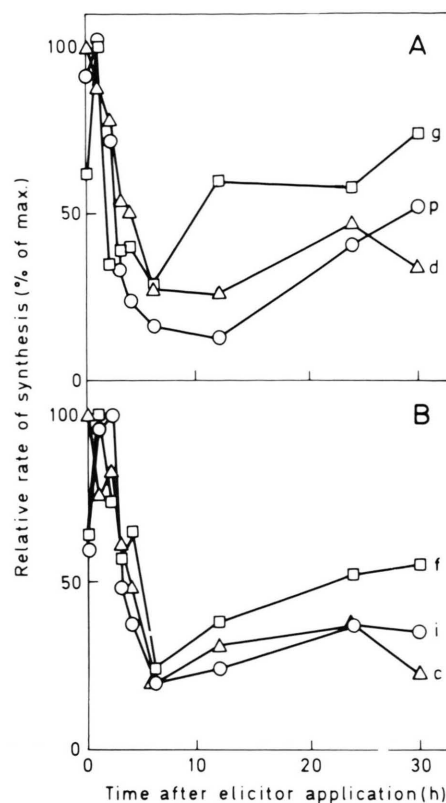 Relative rate of synthesis (% of max.)
A
100
50
0
g
p
d
B
100
50
0
f
i
c
0 10 20 30
Time after elicitor application (h)